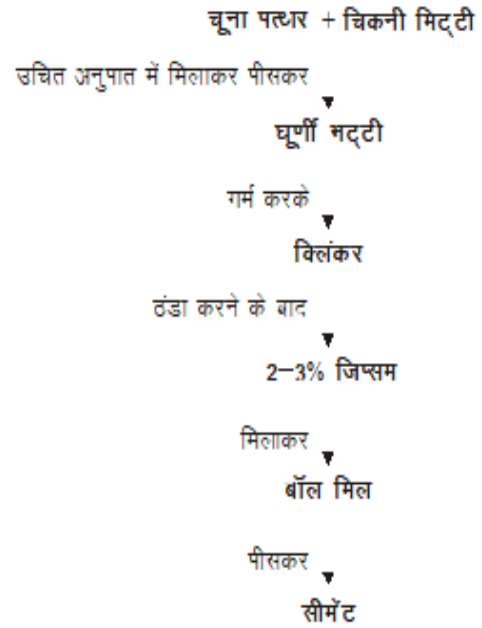 चूना पत्थर + चिकनी मिट्टी
उचित अनुपात में मिलाकर पीसकर
घूर्णी भट्टी
गर्म करके
क्लिंकर
ठंडा करने के बाद
2–3% जिप्सम
मिलाकर
बॉल मिल
पीसकर
सीमेंट